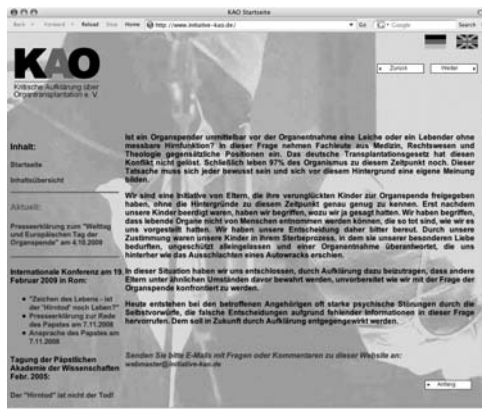 KAO Startseite
Back Forward Reload Stop Home http://www.initiative-kao.de/ Go Google Search
KAO
Kritische Aufklärung über
Organtransplantation e. V.
Zurück Weiter
Inhalt:
Startseite
Inhaltsübersicht
Aktuell:
Presseerklärung zum "Welttag
und Europäischen Tag der
Organspende" am 4.10.2009
Internationale Konferenz am 19.
Februar 2009 in Rom:
"Zeichen des Lebens - ist
der "Hirntod" noch Leben?"
Presseerklärung zur Rede
des Papstes am 7.11.2008
Ansprache des Papstes am
7.11.2008
Tagung der Päpstlichen
Akademie der Wissenschaften
Febr. 2005:
Der "Hirntod" ist nicht der Tod!
Ist ein Organspender unmittelbar vor der Organentnahme eine Leiche oder ein Lebender ohne
messbare Hirnfunktion? In dieser Frage nehmen Fachleute aus Medizin, Rechtswesen und
Theologie gegensätzliche Positionen ein. Das deutsche Transplantationsgesetz hat diesen
Konflikt nicht gelöst. Schließlich leben 97% des Organismus zu diesem Zeitpunkt noch. Dieser
Tatsache muss sich jeder bewusst sein und sich vor diesem Hintergrund eine eigene Meinung
bilden.
Wir sind eine Initiative von Eltern, die ihre verunglückten Kinder zur Organspende freigegeben
haben, ohne die Hintergründe zu diesem Zeitpunkt genau genug zu kennen. Erst nachdem
unsere Kinder beerdigt waren, haben wir begriffen, wozu wir ja gesagt hatten. Wir haben begriffen,
dass lebende Organe nicht von Menschen entnommen werden können, die so tot sind, wie wir es
uns vorgestellt hatten. Wir haben unsere Entscheidung daher bitter bereut. Durch unsere
Zustimmung waren unsere Kinder in ihrem Sterbeprozess, in dem sie unserer besonderen Liebe
bedurften, ungeschützt alleingelassen und einer Organentnahme überantwortet, die uns
hinterher wie das Ausschlachten eines Autowracks erschien.
In dieser Situation haben wir uns entschlossen, durch Aufklärung dazu beizutragen, dass andere
Eltern unter ähnlichen Umständen davor bewahrt werden, unvorbereitet wie wir mit der Frage der
Organspende konfrontiert zu werden.
Heute entstehen bei den betroffenen Angehörigen oft starke psychische Störungen durch die
Selbstvorwürfe, die falsche Entscheidungen aufgrund fehlender Informationen in dieser Frage
hervorrufen. Dem soll in Zukunft durch Aufklärung entgegengewirkt werden.
Senden Sie bitte E-Mails mit Fragen oder Kommentaren zu dieser Website an:
webmaster@initiative-kao.de
Anfang